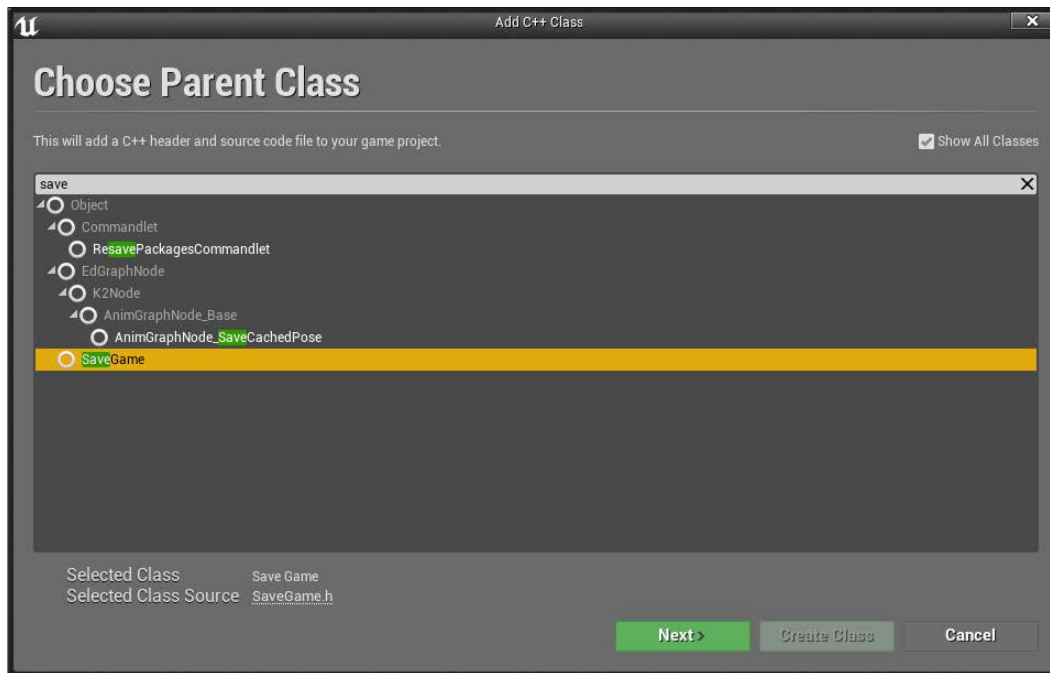 Add C++ Class
Choose Parent Class
This will add a C++ header and source code file to your game project.
Show All Classes
save
Object
Commandlet
ResavePackagesCommandlet
EdGraphNode
K2Node
AnimGraphNode_Base
AnimGraphNode_SaveCachedPose
SaveGame
Selected Class Save Game
Selected Class Source SaveGame.h
Next> Create Class Cancel